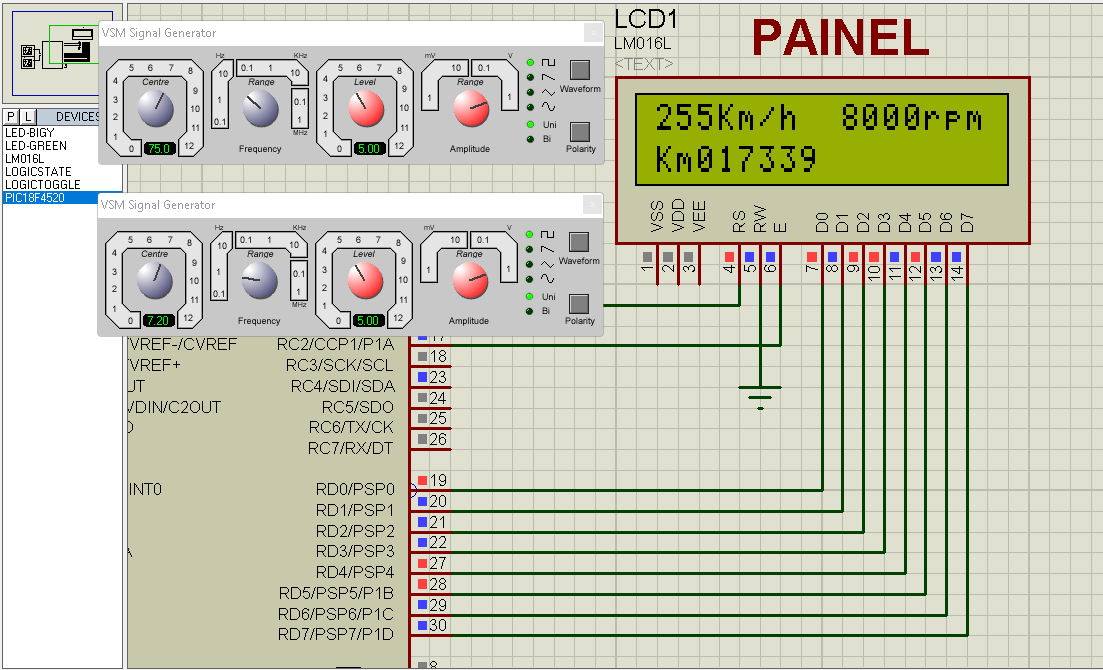 LCD1
LM016L
<TEXT>
PAINEL
255Km/h 8000rpm
Km017339
VSS
VDD
VEE
RS
RW
E
D0
D1
D2
D3
D4
D5
D6
D7
1
2
3
4
5
6
7
8
9
10
11
12
13
14
P L DEVICES
LED-BIGY
LED-GREEN
LM016L
LOGICSTATE
LOGICTOGGLE
PIC18F4520
VSM Signal Generator
Centre
0 1 2 3 4 5 6 7 8 9 10 11 12
75.0
Hz KHz
Range
0.1 1 10 0.1 1 10 0.1 1
MHz
Frequency
Level
0 1 2 3 4 5 6 7 8 9 10 11 12
5.00
mV V
Range
1 10 0.1 1
Amplitude
Waveform
Uni
Bi
Polarity
VSM Signal Generator
Centre
0 1 2 3 4 5 6 7 8 9 10 11 12
7.20
Hz KHz
Range
0.1 1 10 0.1 1 10 0.1 1
MHz
Frequency
Level
0 1 2 3 4 5 6 7 8 9 10 11 12
5.00
mV V
Range
1 10 0.1 1
Amplitude
Waveform
Uni
Bi
Polarity
VREF-/CVREF RC2/CCP1/P1A 17
VREF+ RC3/SCK/SCL 18
UT RC4/SDI/SDA 23
VDIN/C2OUT RC5/SDO 24
RC6/TX/CK 25
RC7/RX/DT 26
INT0 RD0/PSP0 19
RD1/PSP1 20
RD2/PSP2 21
RD3/PSP3 22
RD4/PSP4 27
RD5/PSP5/P1B 28
RD6/PSP6/P1C 29
RD7/PSP7/P1D 30
8